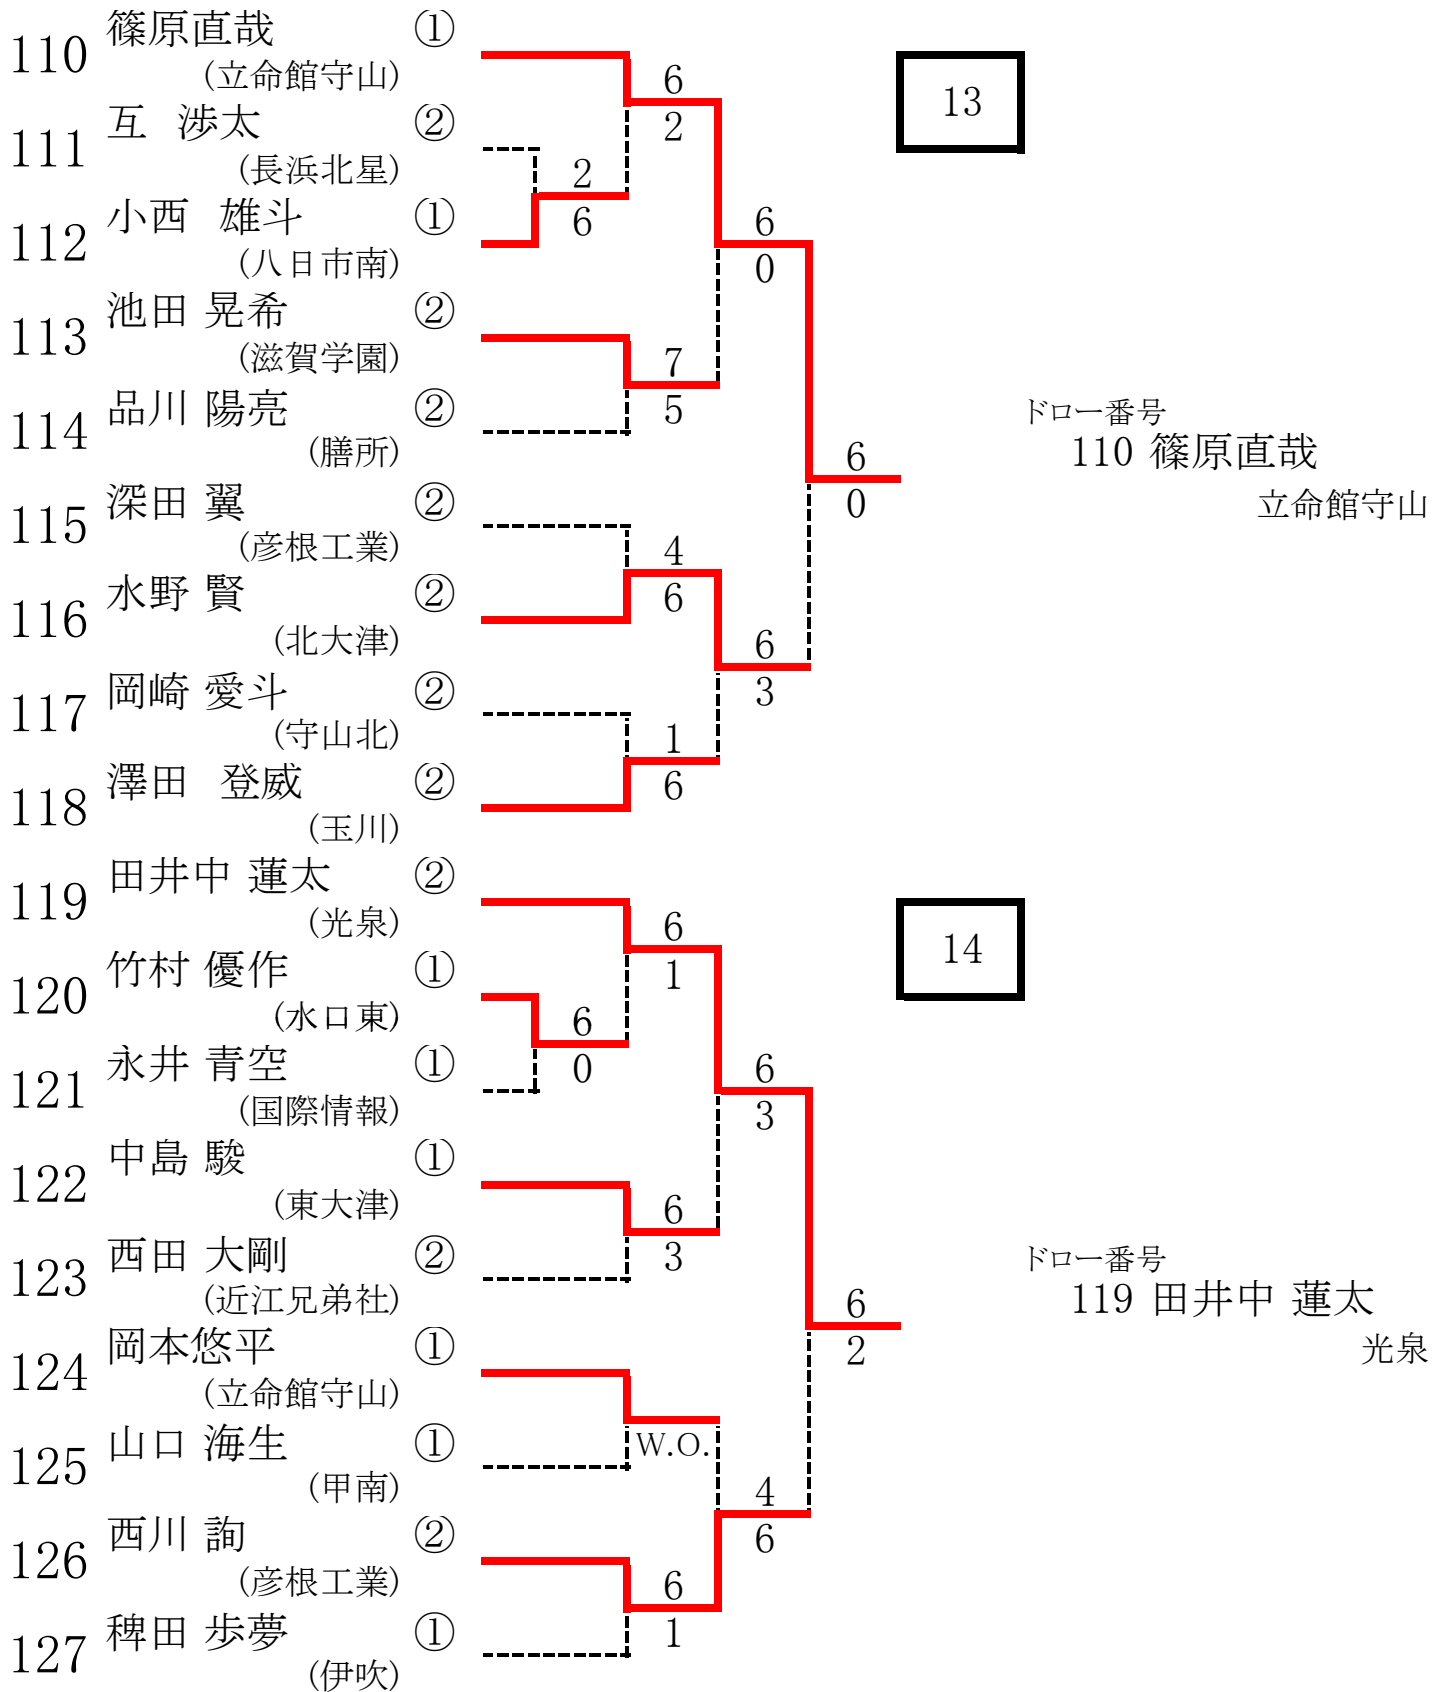 110 篠原直哉 ①
(立命館守山)
6
2
13
111 互 渉太 ②
(長浜北星)
2
6
112 小西 雄斗 ①
(八日市南)
6
0
113 池田 晃希 ②
(滋賀学園)
7
5
114 品川 陽亮 ②
(膳所)
ドロー番号
110 篠原直哉
立命館守山
6
0
115 深田 翼 ②
(彦根工業)
4
6
116 水野 賢 ②
(北大津)
6
3
117 岡崎 愛斗 ②
(守山北)
1
6
118 澤田 登威 ②
(玉川)
119 田井中 蓮太 ②
(光泉)
6
1
14
120 竹村 優作 ①
(水口東)
6
0
121 永井 青空 ①
(国際情報)
6
3
122 中島 駿 ①
(東大津)
6
3
123 西田 大剛 ②
(近江兄弟社)
ドロー番号
119 田井中 蓮太
光泉
6
2
124 岡本悠平 ①
(立命館守山)
W.O.
125 山口 海生 ①
(甲南)
4
6
126 西川 詢 ②
(彦根工業)
6
1
127 稗田 歩夢 ①
(伊吹)